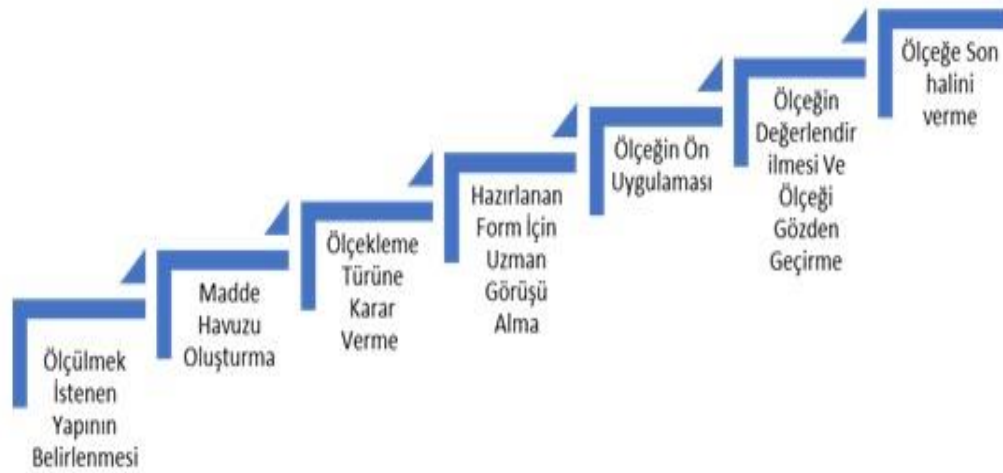 Ölçülmek
İstenen
Yapının
Belirlenmesi
Madde
Havuzu
Oluşturma
Ölçekleme
Türüne
Karar
Verme
Hazırlanan
Form İçin
Uzman
Görüşü
Alma
Ölçeğin Ön
Uygulaması
Ölçeğin
Değerlendir
ilmesi Ve
Ölçeği
Gözden
Geçirme
Ölçeğe Son
halini
verme